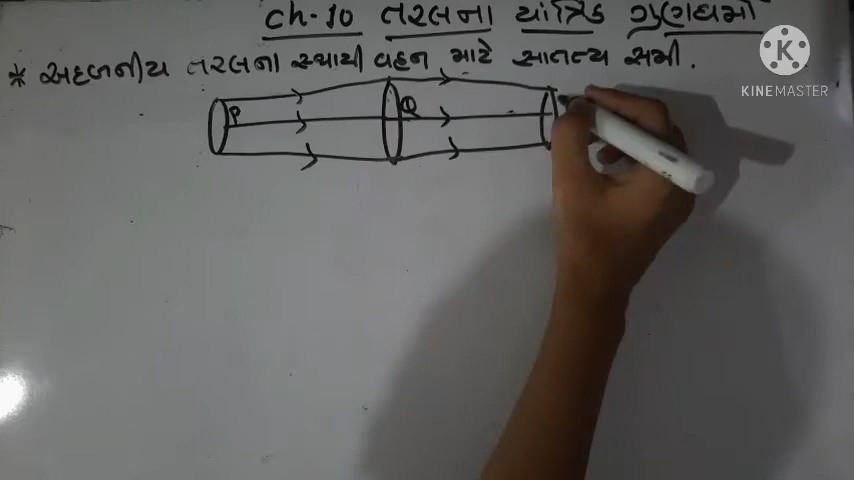 ch-10 તરલના યાંત્રિક ગુણધર્મો
* અદબનીય તરલના સ્થાયી વહન માટે સાતત્ય સમી.
P
Q
KINEMASTER